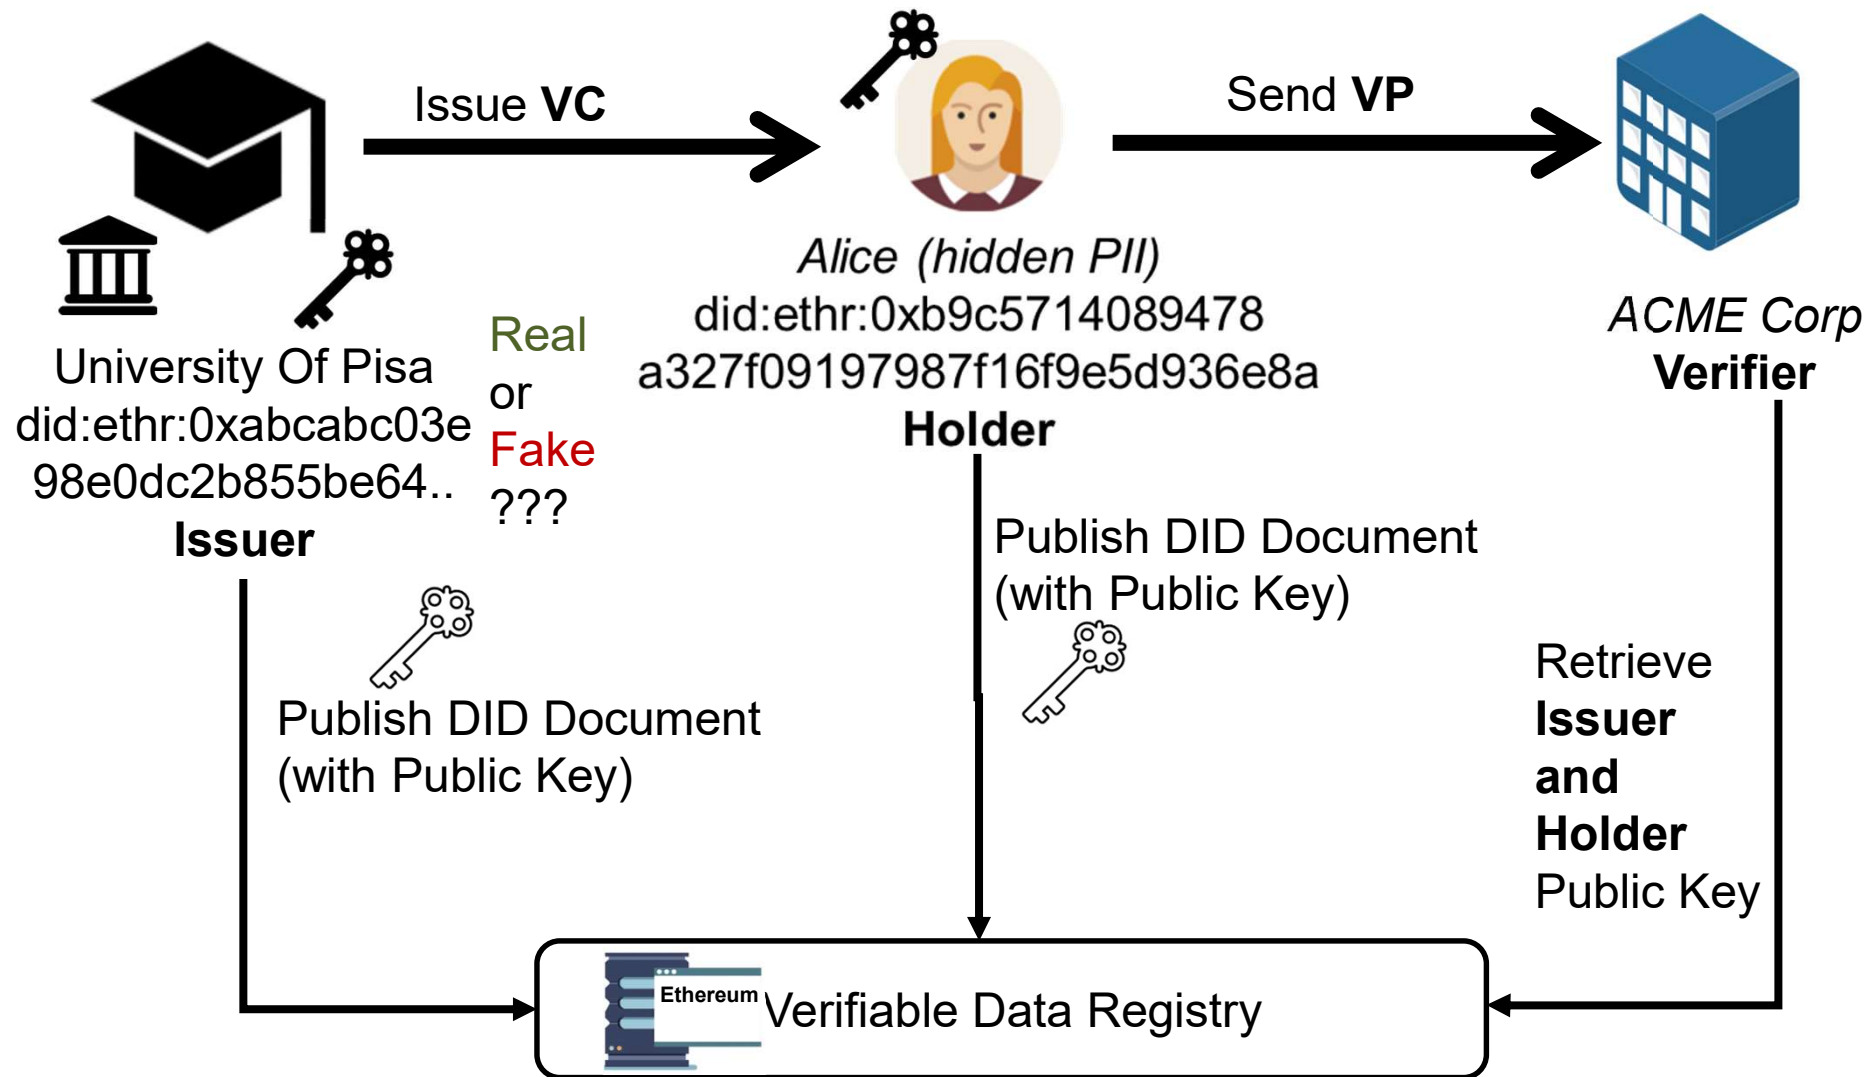 Issue VC
Send VP
University Of Pisa
did:ethr:0xabcabc03e
98e0dc2b855be64..
Issuer
Real
or
Fake
???
Alice (hidden PII)
did:ethr:0xb9c5714089478
a327f09197987f16f9e5d936e8a
Holder
ACME Corp
Verifier
Publish DID Document
(with Public Key)
Publish DID Document
(with Public Key)
Retrieve
Issuer
and
Holder
Public Key
Ethereum
Verifiable Data Registry